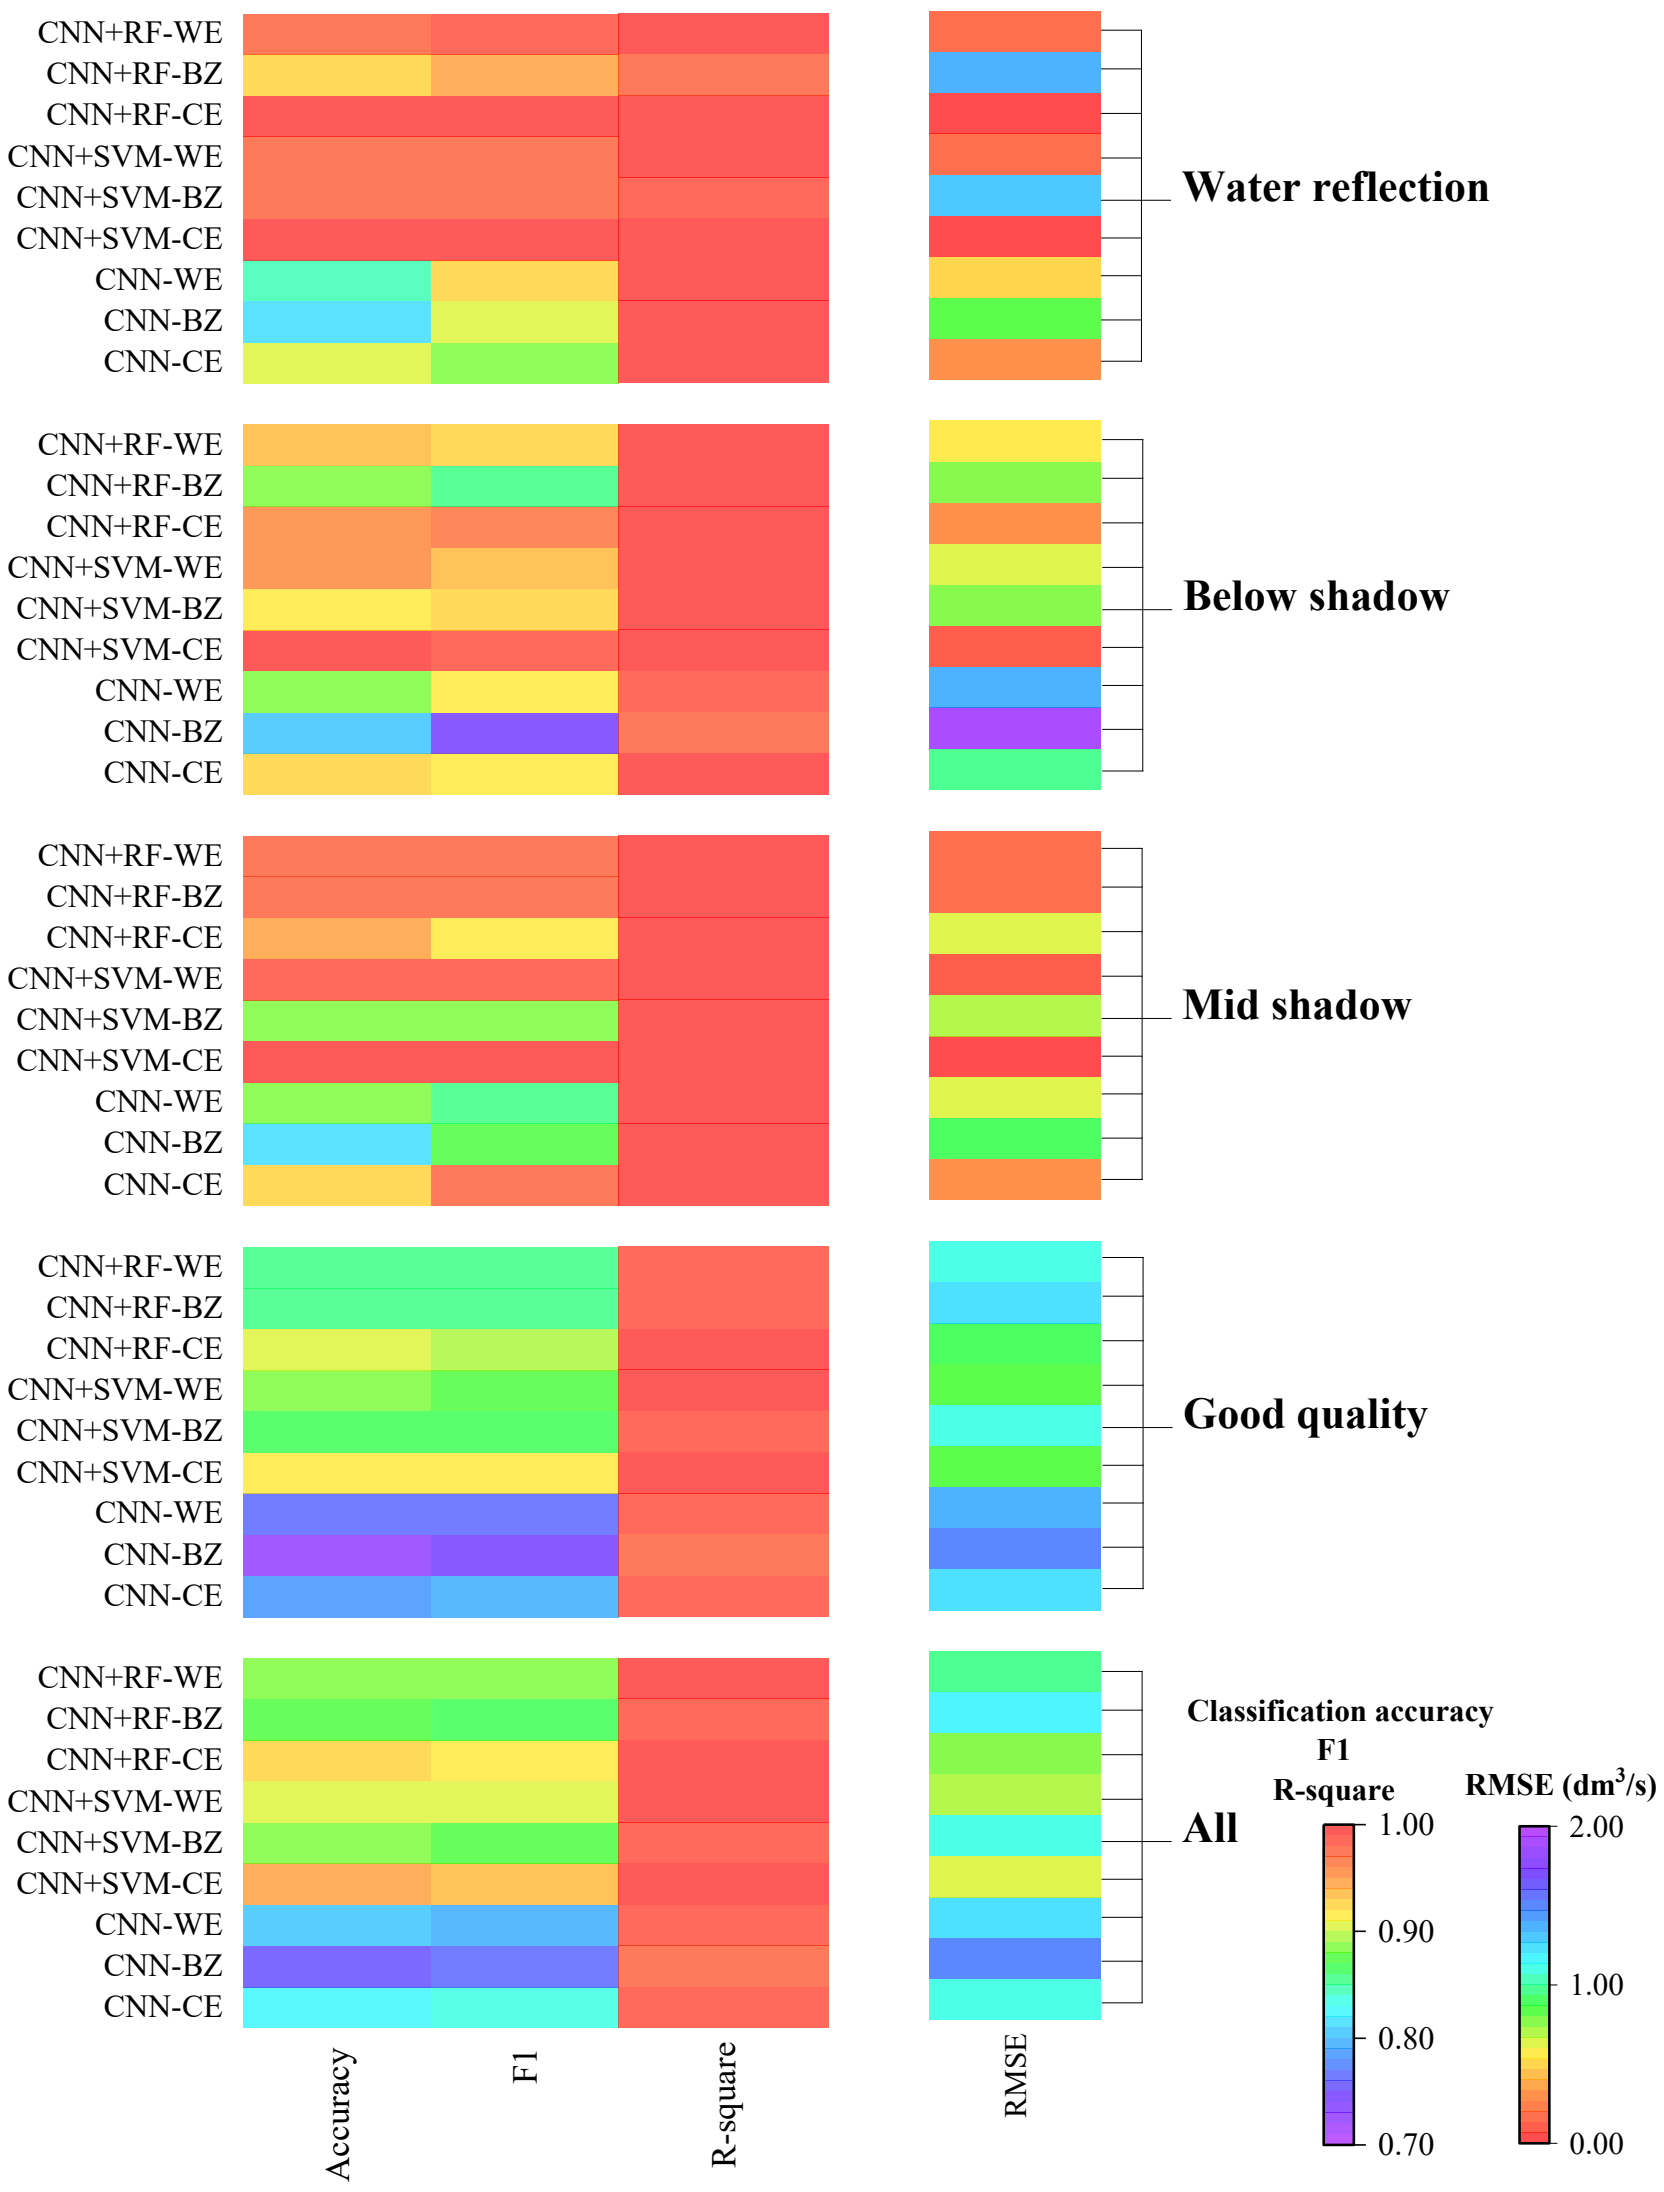 CNN+RF-WE
CNN+RF-BZ
CNN+RF-CE
CNN+SVM-WE
CNN+SVM-BZ
CNN+SVM-CE
CNN-WE
CNN-BZ
CNN-CE
Water reflection
CNN+RF-WE
CNN+RF-BZ
CNN+RF-CE
CNN+SVM-WE
CNN+SVM-BZ
CNN+SVM-CE
CNN-WE
CNN-BZ
CNN-CE
Below shadow
CNN+RF-WE
CNN+RF-BZ
CNN+RF-CE
CNN+SVM-WE
CNN+SVM-BZ
CNN+SVM-CE
CNN-WE
CNN-BZ
CNN-CE
Mid shadow
CNN+RF-WE
CNN+RF-BZ
CNN+RF-CE
CNN+SVM-WE
CNN+SVM-BZ
CNN+SVM-CE
CNN-WE
CNN-BZ
CNN-CE
Good quality
CNN+RF-WE
CNN+RF-BZ
CNN+RF-CE
CNN+SVM-WE
CNN+SVM-BZ
CNN+SVM-CE
CNN-WE
CNN-BZ
CNN-CE
All
Accuracy
F1
R-square
RMSE
Classification accuracy
F1
R-square
1.00
0.90
0.80
0.70
RMSE (dm³/s)
2.00
1.00
0.00